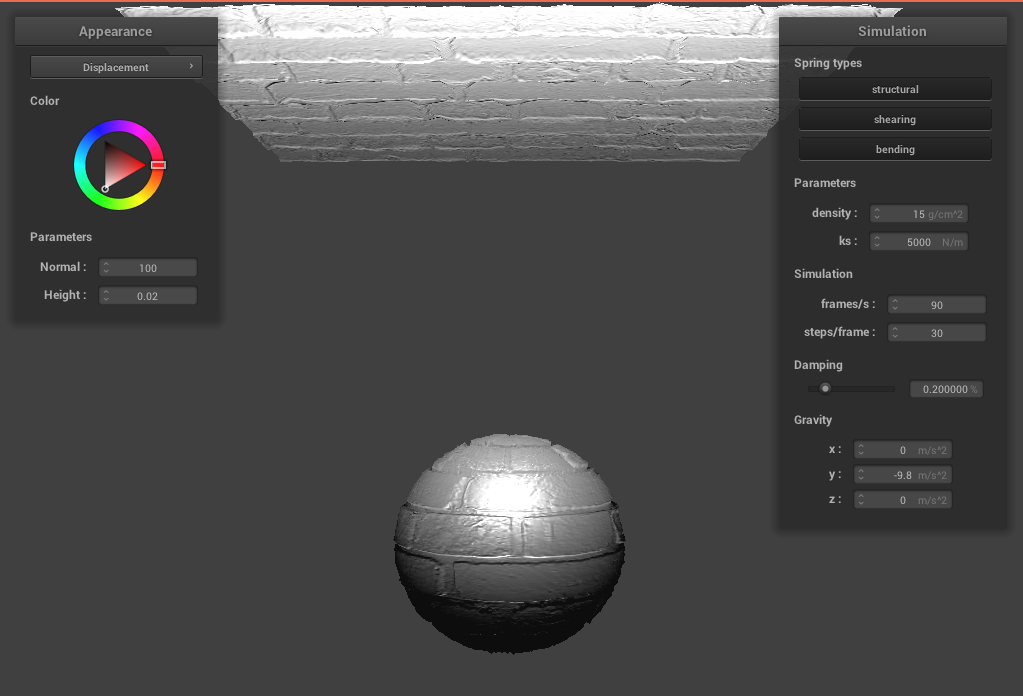 Appearance
Displacement ›
Color
Parameters
Normal : 100
Height : 0.02
Simulation
Spring types
structural
shearing
bending
Parameters
density : 15 g/cm^2
ks : 5000 N/m
Simulation
frames/s : 90
steps/frame : 30
Damping
0.200000 %
Gravity
x : 0 m/s^2
y : -9.8 m/s^2
z : 0 m/s^2